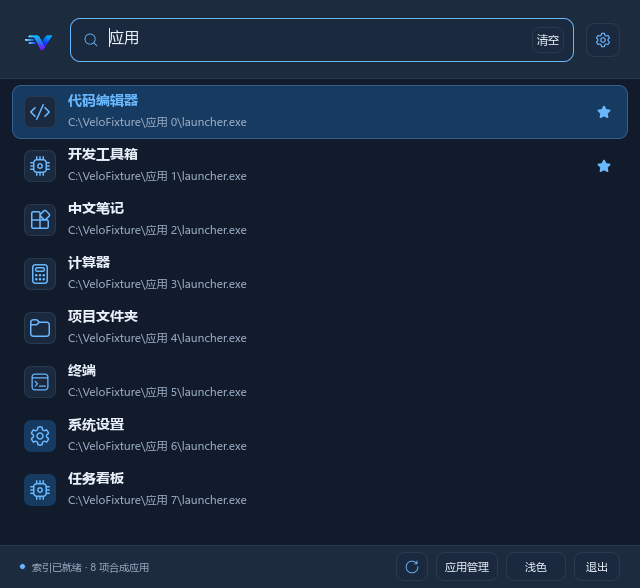 应用
清空
代码编辑器
C:\VeloFixture\应用 0\launcher.exe
开发工具箱
C:\VeloFixture\应用 1\launcher.exe
中文笔记
C:\VeloFixture\应用 2\launcher.exe
计算器
C:\VeloFixture\应用 3\launcher.exe
项目文件夹
C:\VeloFixture\应用 4\launcher.exe
终端
C:\VeloFixture\应用 5\launcher.exe
系统设置
C:\VeloFixture\应用 6\launcher.exe
任务看板
C:\VeloFixture\应用 7\launcher.exe
索引已就绪 · 8 项合成应用
应用管理
浅色
退出